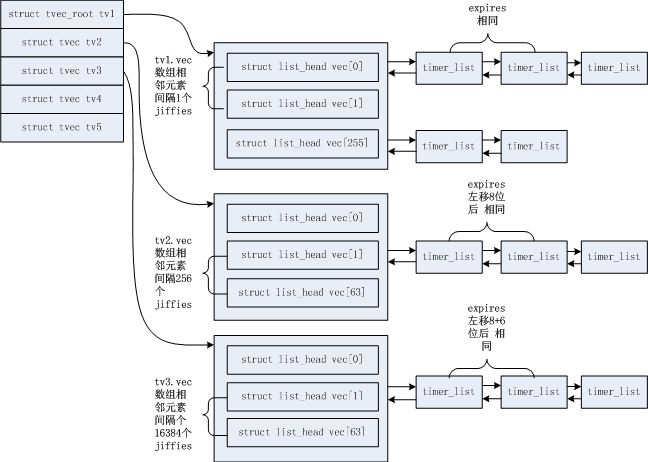 struct tvec_root tv1
struct tvec tv2
struct tvec tv3
struct tvec tv4
struct tvec tv5
tv1.vec
数组相
邻元素
间隔1个
jiffies
struct list_head vec[0]
struct list_head vec[1]
struct list_head vec[255]
expires
相同
timer_list
timer_list
timer_list
timer_list
timer_list
tv2.vec
数组相
邻元素
间隔256
个
jiffies
struct list_head vec[0]
struct list_head vec[1]
struct list_head vec[63]
expires
左移8位
后 相同
timer_list
timer_list
timer_list
tv3.vec
数组相
邻元素
间隔个
16384个
jiffies
struct list_head vec[0]
struct list_head vec[1]
struct list_head vec[63]
expires
左移8+6
位后 相
同
timer_list
timer_list
timer_list